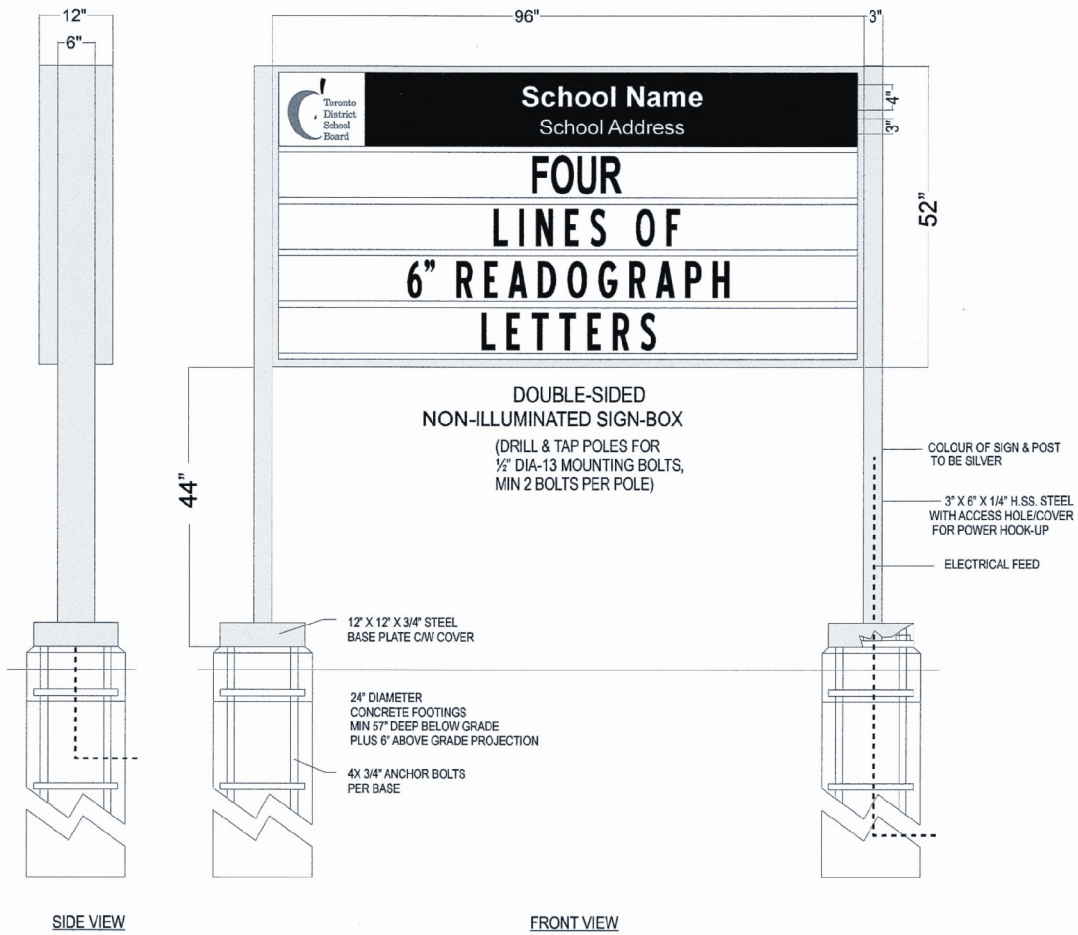 12"
6"
96"
3"
Toronto
District
School
Board
School Name
School Address
4"
3"
FOUR
LINES OF
6" READOGRAPH
LETTERS
52"
DOUBLE-SIDED
NON-ILLUMINATED SIGN-BOX
(DRILL & TAP POLES FOR
½" DIA-13 MOUNTING BOLTS,
MIN 2 BOLTS PER POLE)
44"
COLOUR OF SIGN & POST
TO BE SILVER
3" X 6" X 1/4" H.SS. STEEL
WITH ACCESS HOLE/COVER
FOR POWER HOOK-UP
ELECTRICAL FEED
12" X 12" X 3/4" STEEL
BASE PLATE C/W COVER
24" DIAMETER
CONCRETE FOOTINGS
MIN 57" DEEP BELOW GRADE
PLUS 6" ABOVE GRADE PROJECTION
4X 3/4" ANCHOR BOLTS
PER BASE
SIDE VIEW
FRONT VIEW